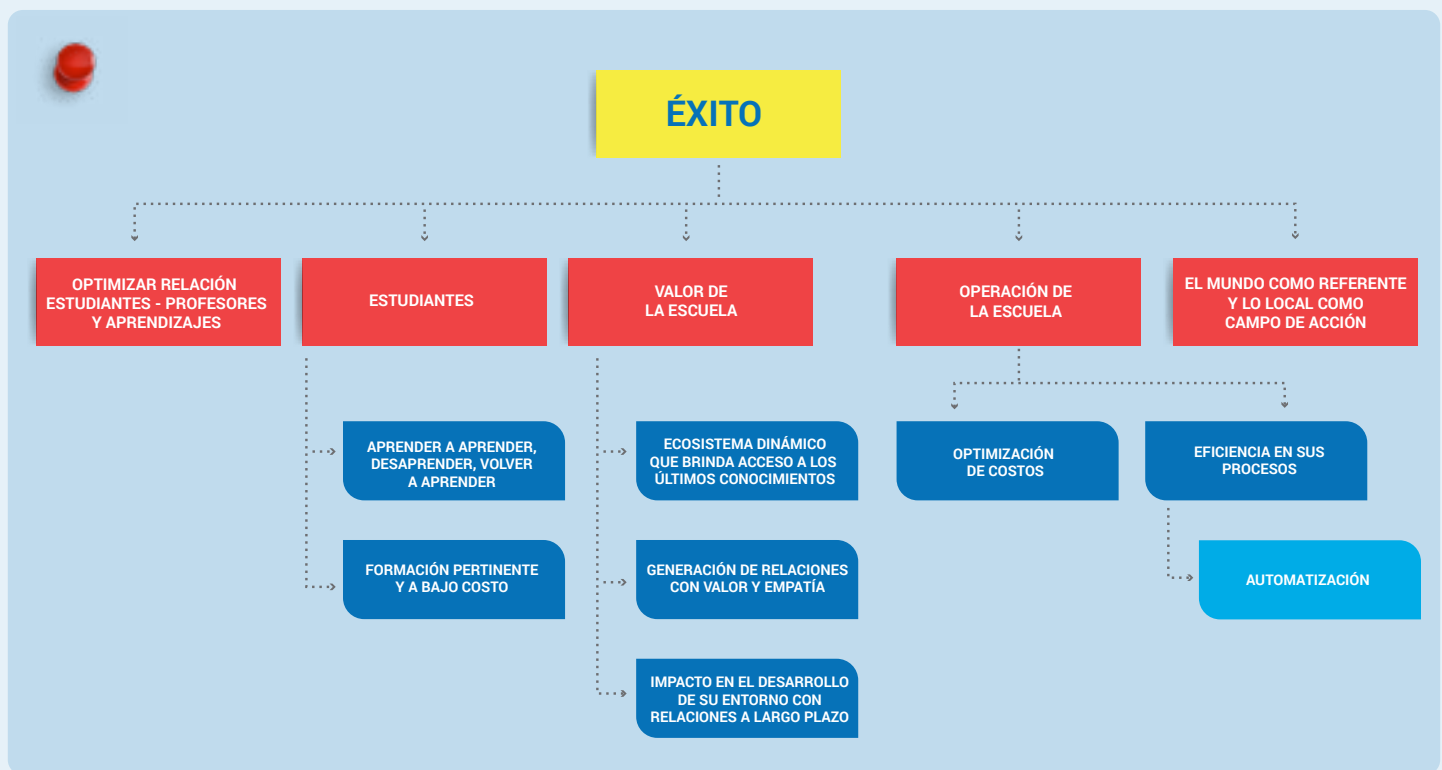 ÉXITO
OPTIMIZAR RELACIÓN
ESTUDIANTES - PROFESORES
Y APRENDIZAJES
ESTUDIANTES
VALOR DE
LA ESCUELA
OPERACIÓN DE
LA ESCUELA
EL MUNDO COMO REFERENTE
Y LO LOCAL COMO
CAMPO DE ACCIÓN
APRENDER A APRENDER,
DESAPRENDER, VOLVER
A APRENDER
ECOSISTEMA DINÁMICO
QUE BRINDA ACCESO A LOS
ÚLTIMOS CONOCIMIENTOS
OPTIMIZACIÓN
DE COSTOS
EFICIENCIA EN SUS
PROCESOS
FORMACIÓN PERTINENTE
Y A BAJO COSTO
GENERACIÓN DE RELACIONES
CON VALOR Y EMPATÍA
AUTOMATIZACIÓN
IMPACTO EN EL DESARROLLO
DE SU ENTORNO CON
RELACIONES A LARGO PLAZO